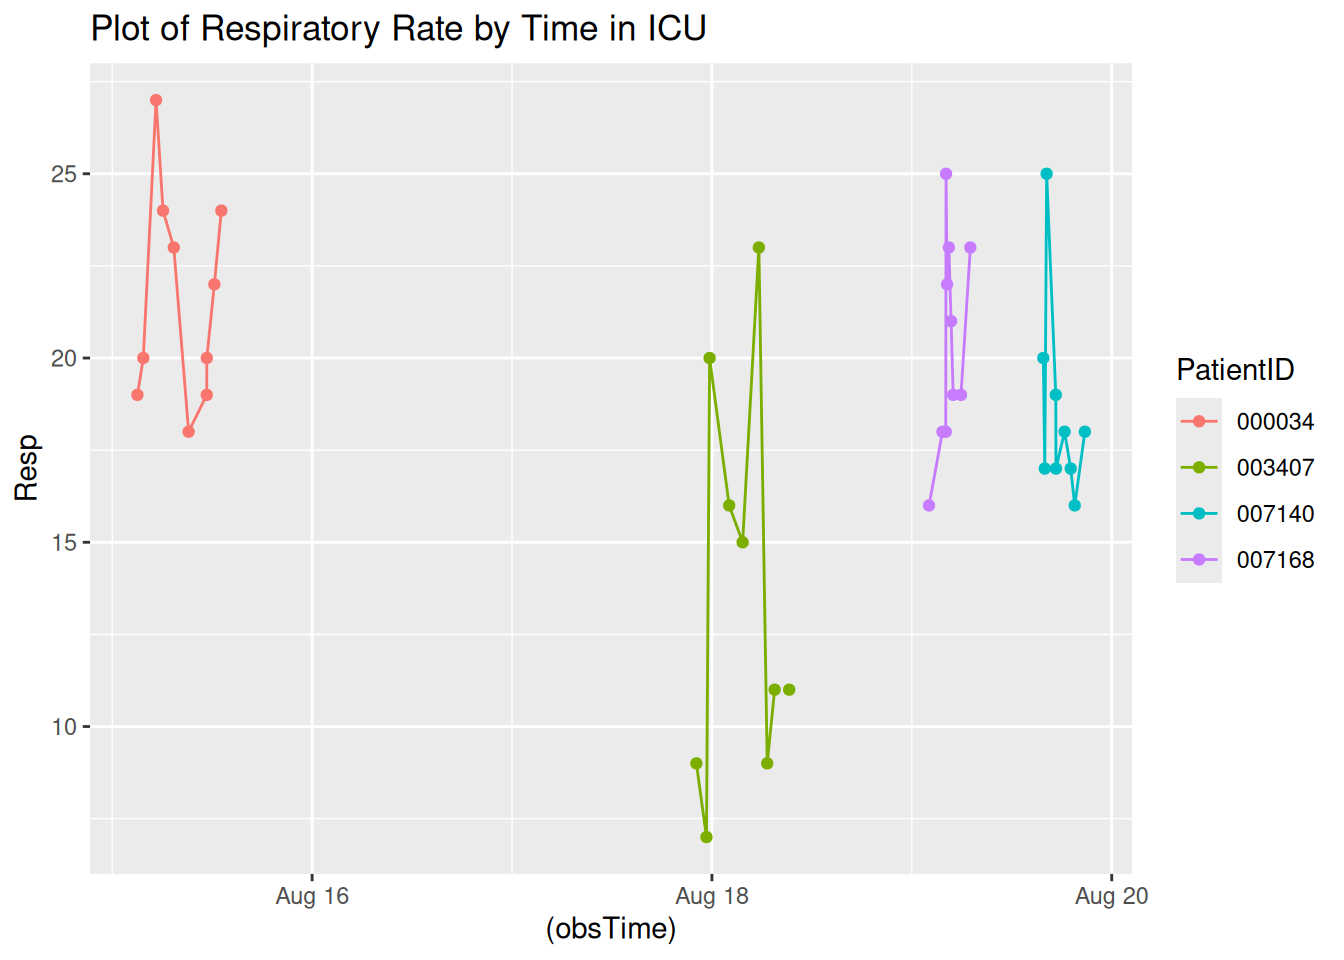 Plot of Respiratory Rate by Time in ICU
Resp
25
20
15
10
Aug 16
Aug 18
Aug 20
(obsTime)
PatientID
000034
003407
007140
007168